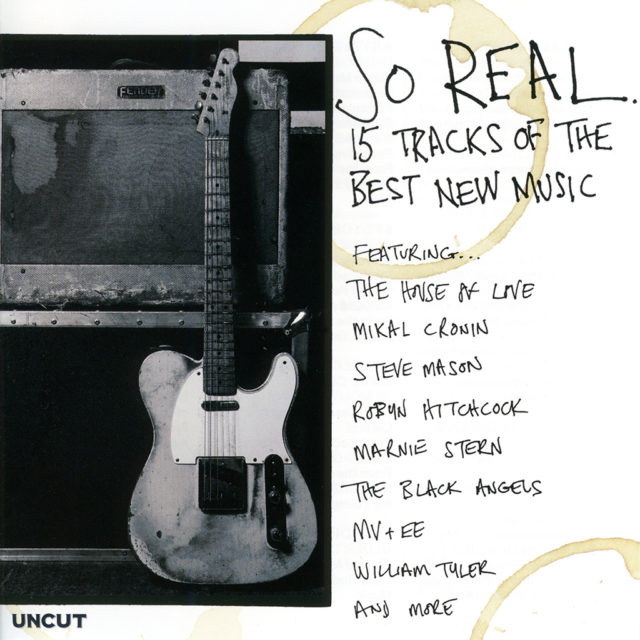 Fender
SO REAL.
15 TRACKS OF THE
BEST NEW MUSIC
FEATURING...
THE HOUSE OF LOVE
MIKAL CRONIN
STEVE MASON
ROBYN HITCHCOCK
MARNIE STERN
THE BLACK ANGELS
MV + EE
WILLIAM TYLER
AND MORE
UNCUT